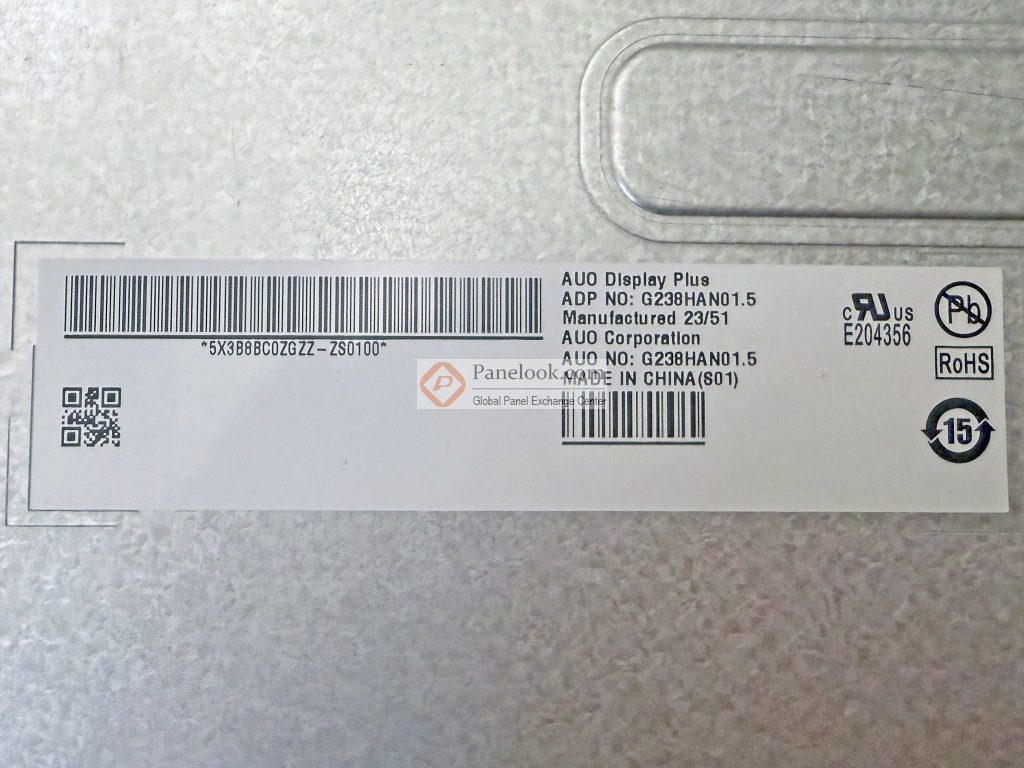 AUO Display Plus
ADP NO: G238HAN01.5
Manufactured 23/51
AUO Corporation
AUO NO: G238HAN01.5
MADE IN CHINA(S01)
*5X3B8BC0ZGZZ-ZS0100*
Panelook.com
Global Panel Exchange Center
c RU US
E204356
Pb
RoHS
15